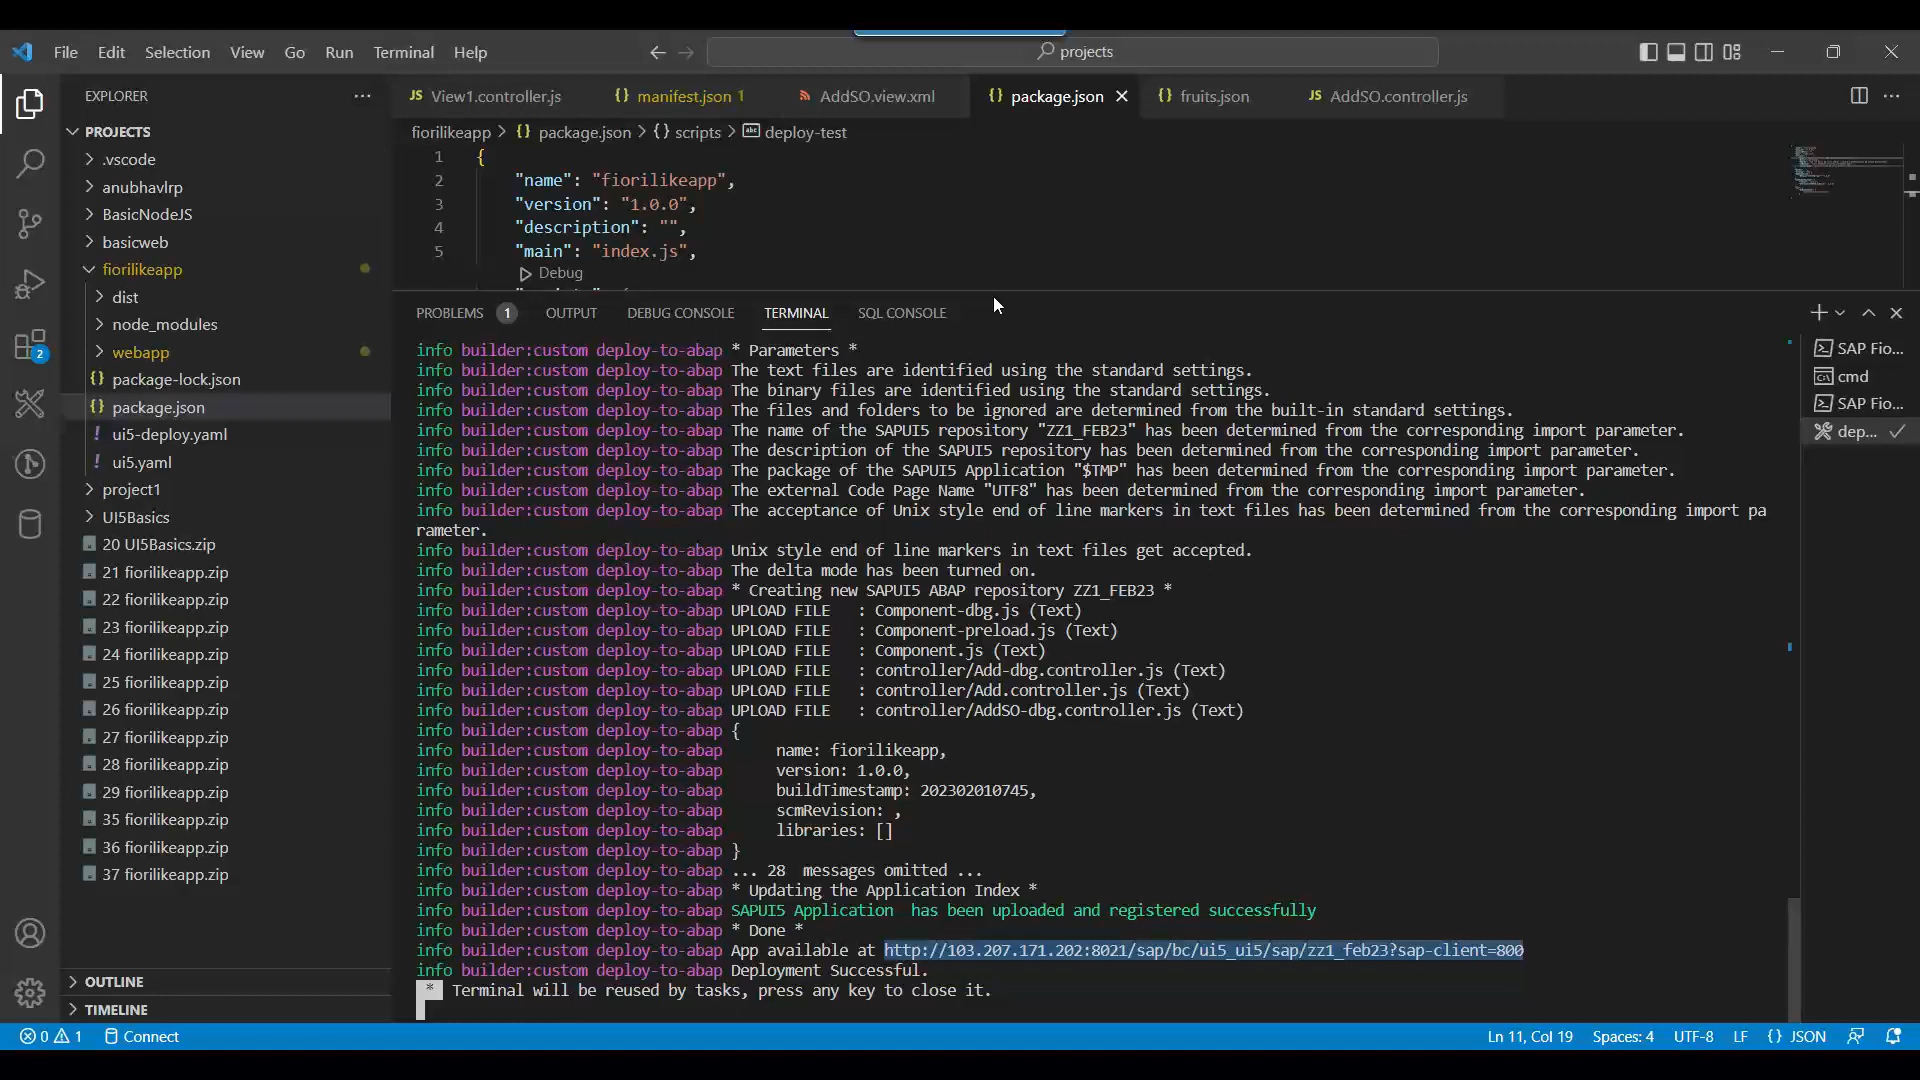 File Edit Selection View Go Run Terminal Help
projects
EXPLORER
PROJECTS
.vscode
anubhavlrp
BasicNodeJS
basicweb
fiorilikeapp
dist
node_modules
webapp
package-lock.json
package.json
ui5-deploy.yaml
ui5.yaml
project1
UI5Basics
20 UI5Basics.zip
21 fiorilikeapp.zip
22 fiorilikeapp.zip
23 fiorilikeapp.zip
24 fiorilikeapp.zip
25 fiorilikeapp.zip
26 fiorilikeapp.zip
27 fiorilikeapp.zip
28 fiorilikeapp.zip
29 fiorilikeapp.zip
35 fiorilikeapp.zip
36 fiorilikeapp.zip
37 fiorilikeapp.zip
OUTLINE
TIMELINE
2
JS View1.controller.js {} manifest.json 1 AddSO.view.xml {} package.json {} fruits.json JS AddSO.controller.js
fiorilikeapp > {} package.json > {} scripts > abc deploy-test
1 {
2 "name": "fiorilikeapp",
3 "version": "1.0.0",
4 "description": "",
5 "main": "index.js",
Debug
PROBLEMS 1 OUTPUT DEBUG CONSOLE TERMINAL SQL CONSOLE
info builder:custom deploy-to-abap * Parameters *
info builder:custom deploy-to-abap The text files are identified using the standard settings.
info builder:custom deploy-to-abap The binary files are identified using the standard settings.
info builder:custom deploy-to-abap The files and folders to be ignored are determined from the built-in standard settings.
info builder:custom deploy-to-abap The name of the SAPUI5 repository "ZZ1_FEB23" has been determined from the corresponding import parameter.
info builder:custom deploy-to-abap The description of the SAPUI5 repository has been determined from the corresponding import parameter.
info builder:custom deploy-to-abap The package of the SAPUI5 Application "$TMP" has been determined from the corresponding import parameter.
info builder:custom deploy-to-abap The external Code Page Name "UTF8" has been determined from the corresponding import parameter.
info builder:custom deploy-to-abap The acceptance of Unix style end of line markers in text files has been determined from the corresponding import pa
rameter.
info builder:custom deploy-to-abap Unix style end of line markers in text files get accepted.
info builder:custom deploy-to-abap The delta mode has been turned on.
info builder:custom deploy-to-abap * Creating new SAPUI5 ABAP repository ZZ1_FEB23 *
info builder:custom deploy-to-abap UPLOAD FILE : Component-dbg.js (Text)
info builder:custom deploy-to-abap UPLOAD FILE : Component-preload.js (Text)
info builder:custom deploy-to-abap UPLOAD FILE : Component.js (Text)
info builder:custom deploy-to-abap UPLOAD FILE : controller/Add-dbg.controller.js (Text)
info builder:custom deploy-to-abap UPLOAD FILE : controller/Add.controller.js (Text)
info builder:custom deploy-to-abap UPLOAD FILE : controller/AddSO-dbg.controller.js (Text)
info builder:custom deploy-to-abap {
info builder:custom deploy-to-abap name: fiorilikeapp,
info builder:custom deploy-to-abap version: 1.0.0,
info builder:custom deploy-to-abap buildTimestamp: 202302010745,
info builder:custom deploy-to-abap scmRevision: ,
info builder:custom deploy-to-abap libraries: []
info builder:custom deploy-to-abap }
info builder:custom deploy-to-abap ... 28 messages omitted ...
info builder:custom deploy-to-abap * Updating the Application Index *
info builder:custom deploy-to-abap SAPUI5 Application has been uploaded and registered successfully
info builder:custom deploy-to-abap * Done *
info builder:custom deploy-to-abap App available at http://103.207.171.202:8021/sap/bc/ui5_ui5/sap/zz1_feb23?sap-client=800
info builder:custom deploy-to-abap Deployment Successful.
* Terminal will be reused by tasks, press any key to close it.
SAP Fio...
cmd
SAP Fio...
dep...
0 1 Connect
Ln 11, Col 19 Spaces: 4 UTF-8 LF {} JSON